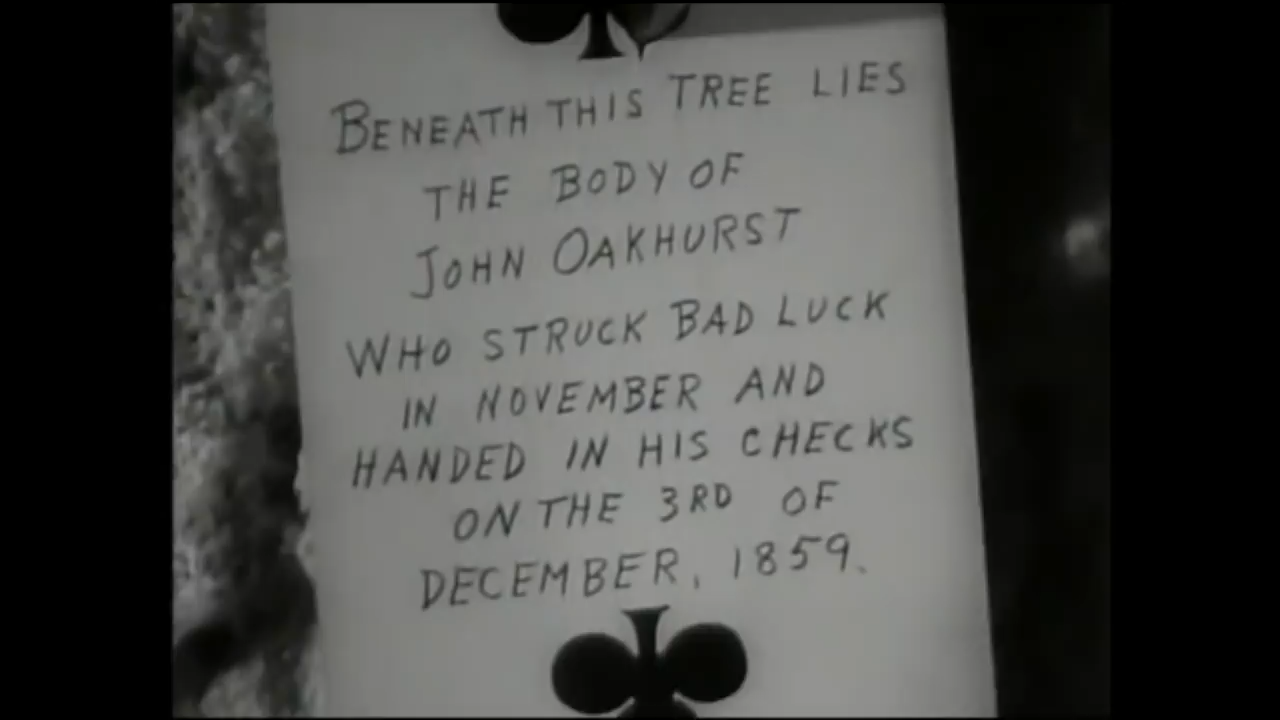 BENEATH THIS TREE LIES
THE BODY OF
JOHN OAKHURST
WHO STRUCK BAD LUCK
IN NOVEMBER AND
HANDED IN HIS CHECKS
ON THE 3RD OF
DECEMBER, 1859.